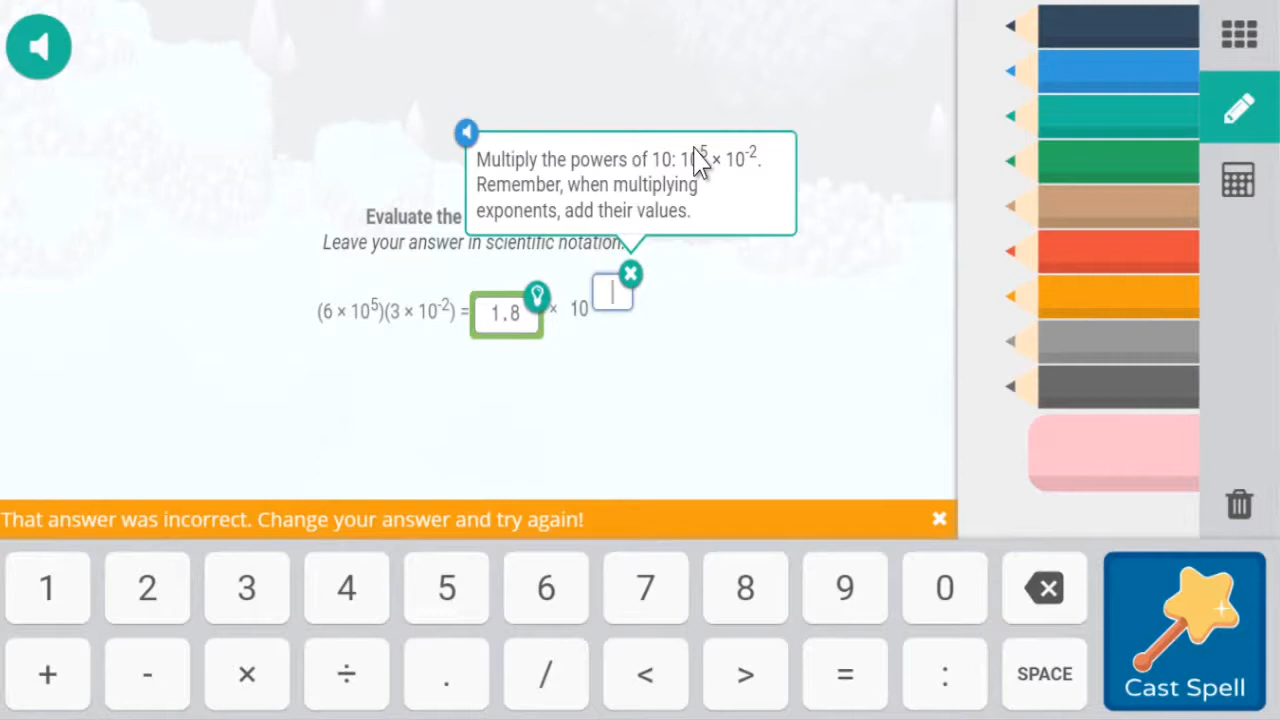 Multiply the powers of 10: 10⁵ × 10⁻².
Remember, when multiplying
exponents, add their values.
Evaluate the
Leave your answer in scientific notation.
(6 × 10⁵)(3 × 10⁻²) = 1.8 × 10
That answer was incorrect. Change your answer and try again!
1 2 3 4 5 6 7 8 9 0
+ - × ÷ . / < > = : SPACE
Cast Spell